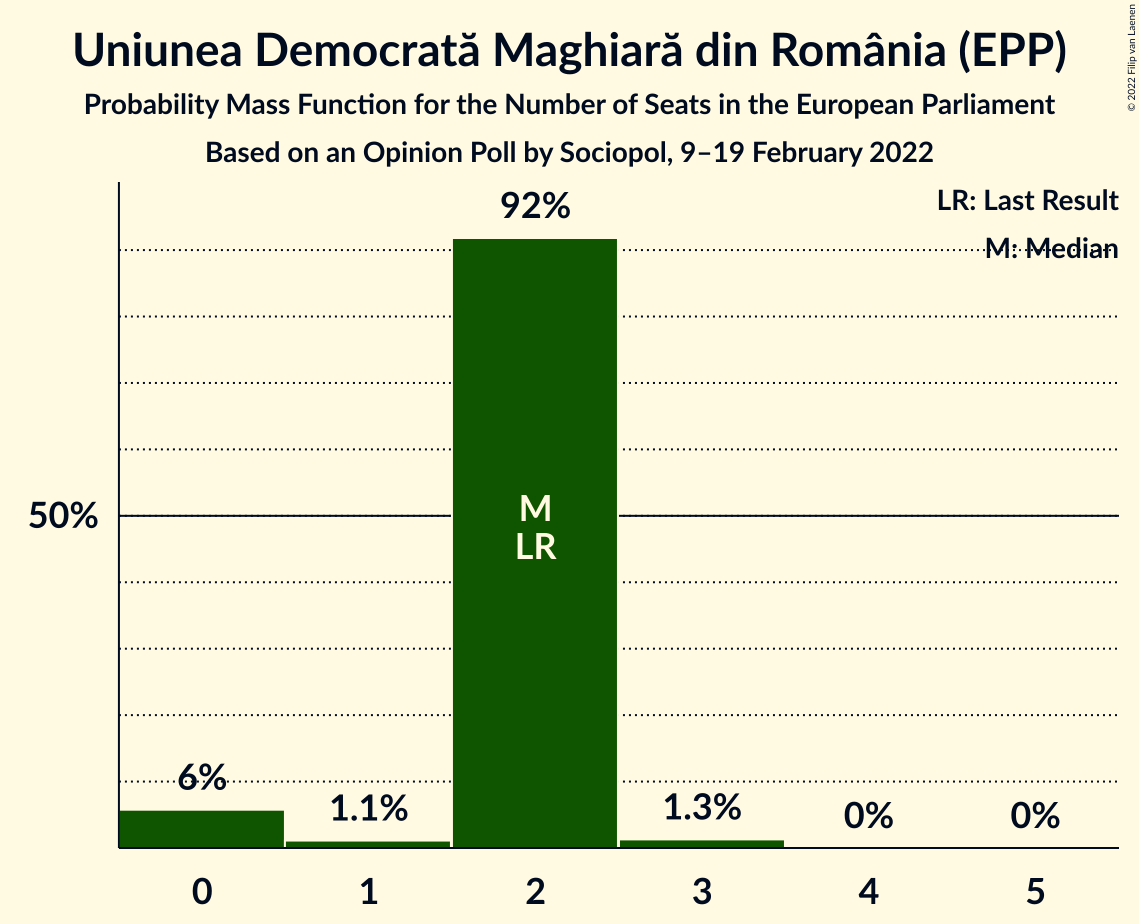 Uniunea Democrată Maghiară din România (EPP)
Probability Mass Function for the Number of Seats in the European Parliament
Based on an Opinion Poll by Sociopol, 9–19 February 2022
© 2022 Filip van Laenen
LR: Last Result
M: Median
92%
50%
M
LR
6%
1.1%
1.3%
0%
0%
0
1
2
3
4
5